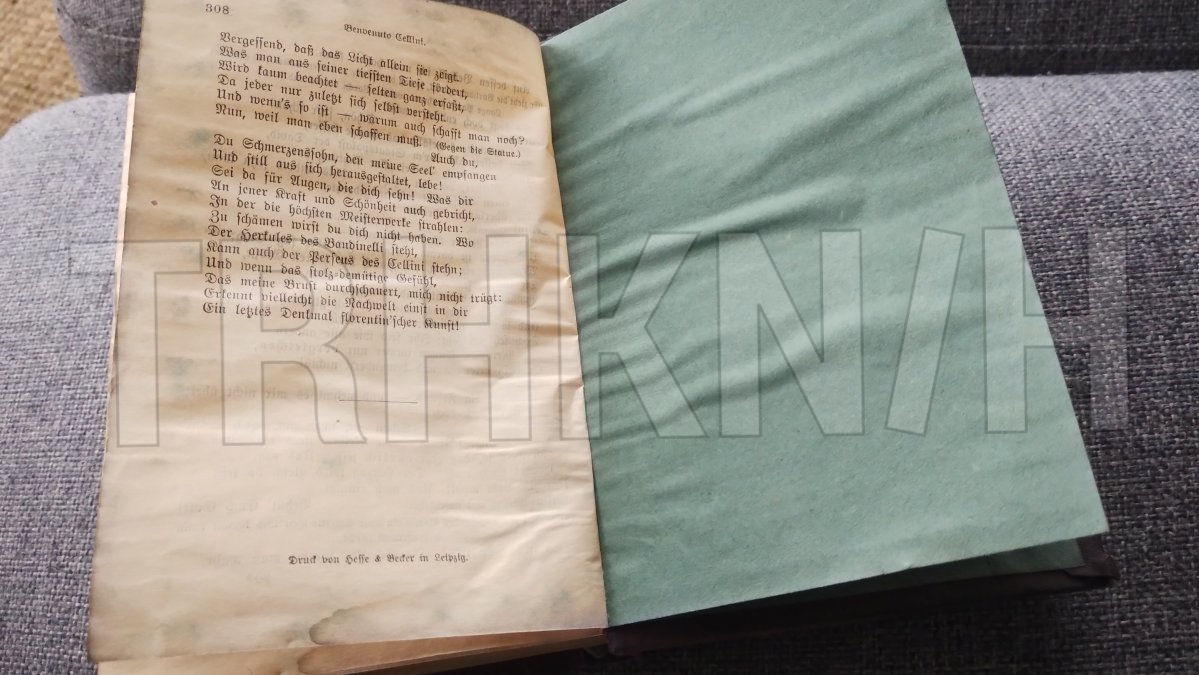 308
Benvenuto Cellini.
Vergessend, daß das Licht allein sie zeigt.
Was man aus seiner tiefsten Tiefe fördert,
Wird kaum beachtet — selten ganz erfaßt,
Da jeder nur zuletzt sich selbst versteht.
Und wenn's so ist — warum auch schafft man noch?
Nun, weil man eben schaffen muß. (Gegen die Statue.)
Auch du,
Du Schmerzenssohn, den meine Seel' empfangen
Und still aus sich herausgestaltet, lebe!
Sei da für Augen, die dich sehn! Was dir
An jener Kraft und Schönheit auch gebricht,
In der die höchsten Meisterwerke strahlen:
Zu schämen wirst du dich nicht haben. Wo
Der Herkules des Bandinelli steht,
Kann auch der Perseus des Cellini stehn;
Und wenn das stolz-demütige Gefühl,
Das meine Brust durchschauert, mich nicht trügt:
Erkennt vielleicht die Nachwelt einst in dir
Ein letztes Denkmal florentin'scher Kunst!
Druck von Hesse & Becker in Leipzig.
TRHKN/H